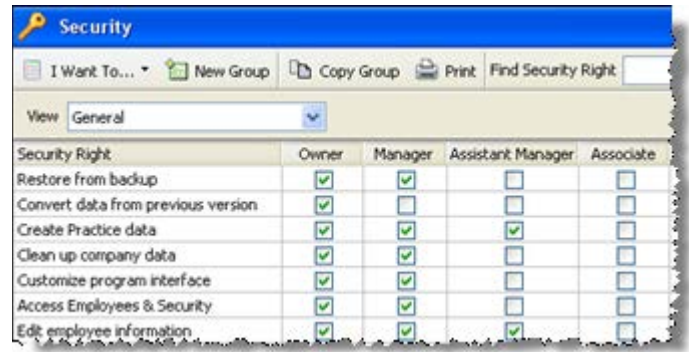 Security
I Want To... New Group Copy Group Print Find Security Right
View General
Security Right Owner Manager Assistant Manager Associate
Restore from backup
Convert data from previous version
Create Practice data
Clean up company data
Customize program interface
Access Employees & Security
Edit employee information